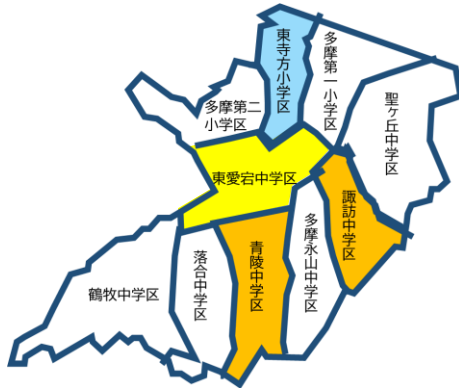 東寺方小学区
多摩第一小学区
多摩第二
小学区
聖ヶ丘中学区
東愛宕中学区
諏訪中学区
多摩永山中学区
青陵中学区
落合中学区
鶴牧中学区